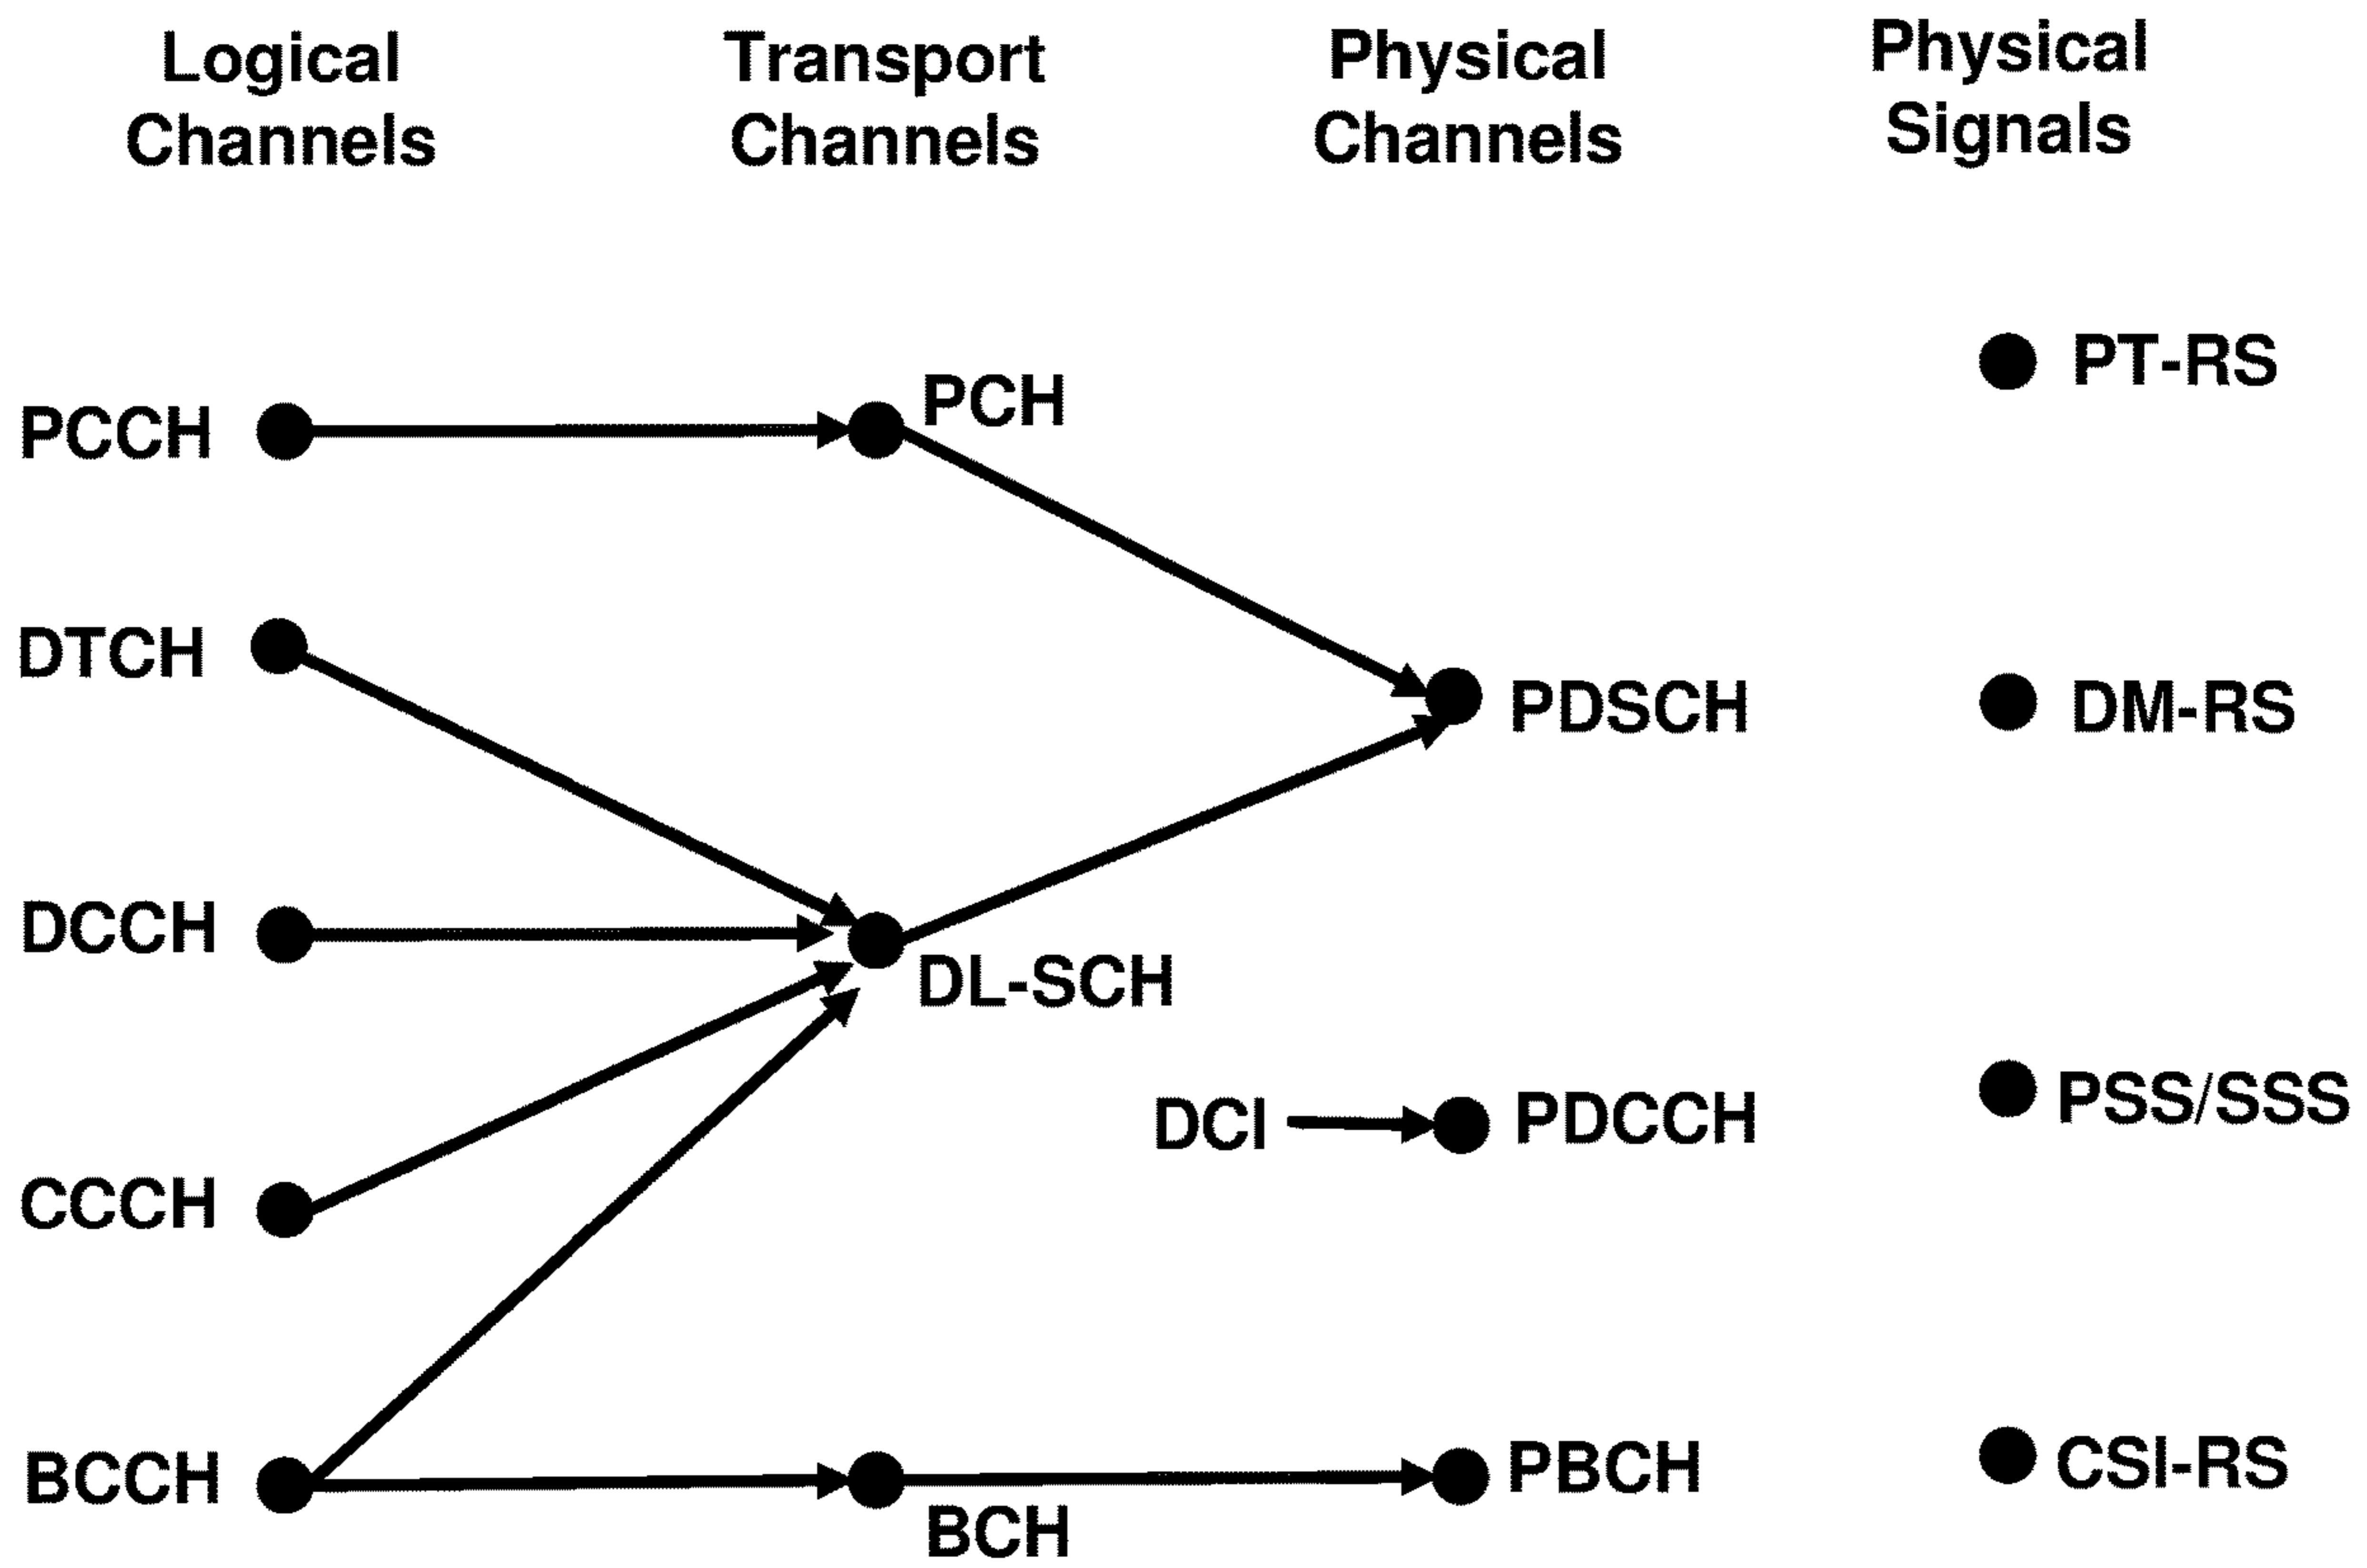 Logical
Channels
Transport
Channels
Physical
Channels
Physical
Signals
PT-RS
PCH
PCCH
DTCH
PDSCH
DM-RS
DCCH
DL-SCH
DCI
PDCCH
PSS/SSS
CCCH
BCCH
PBCH
CSI-RS
BCH